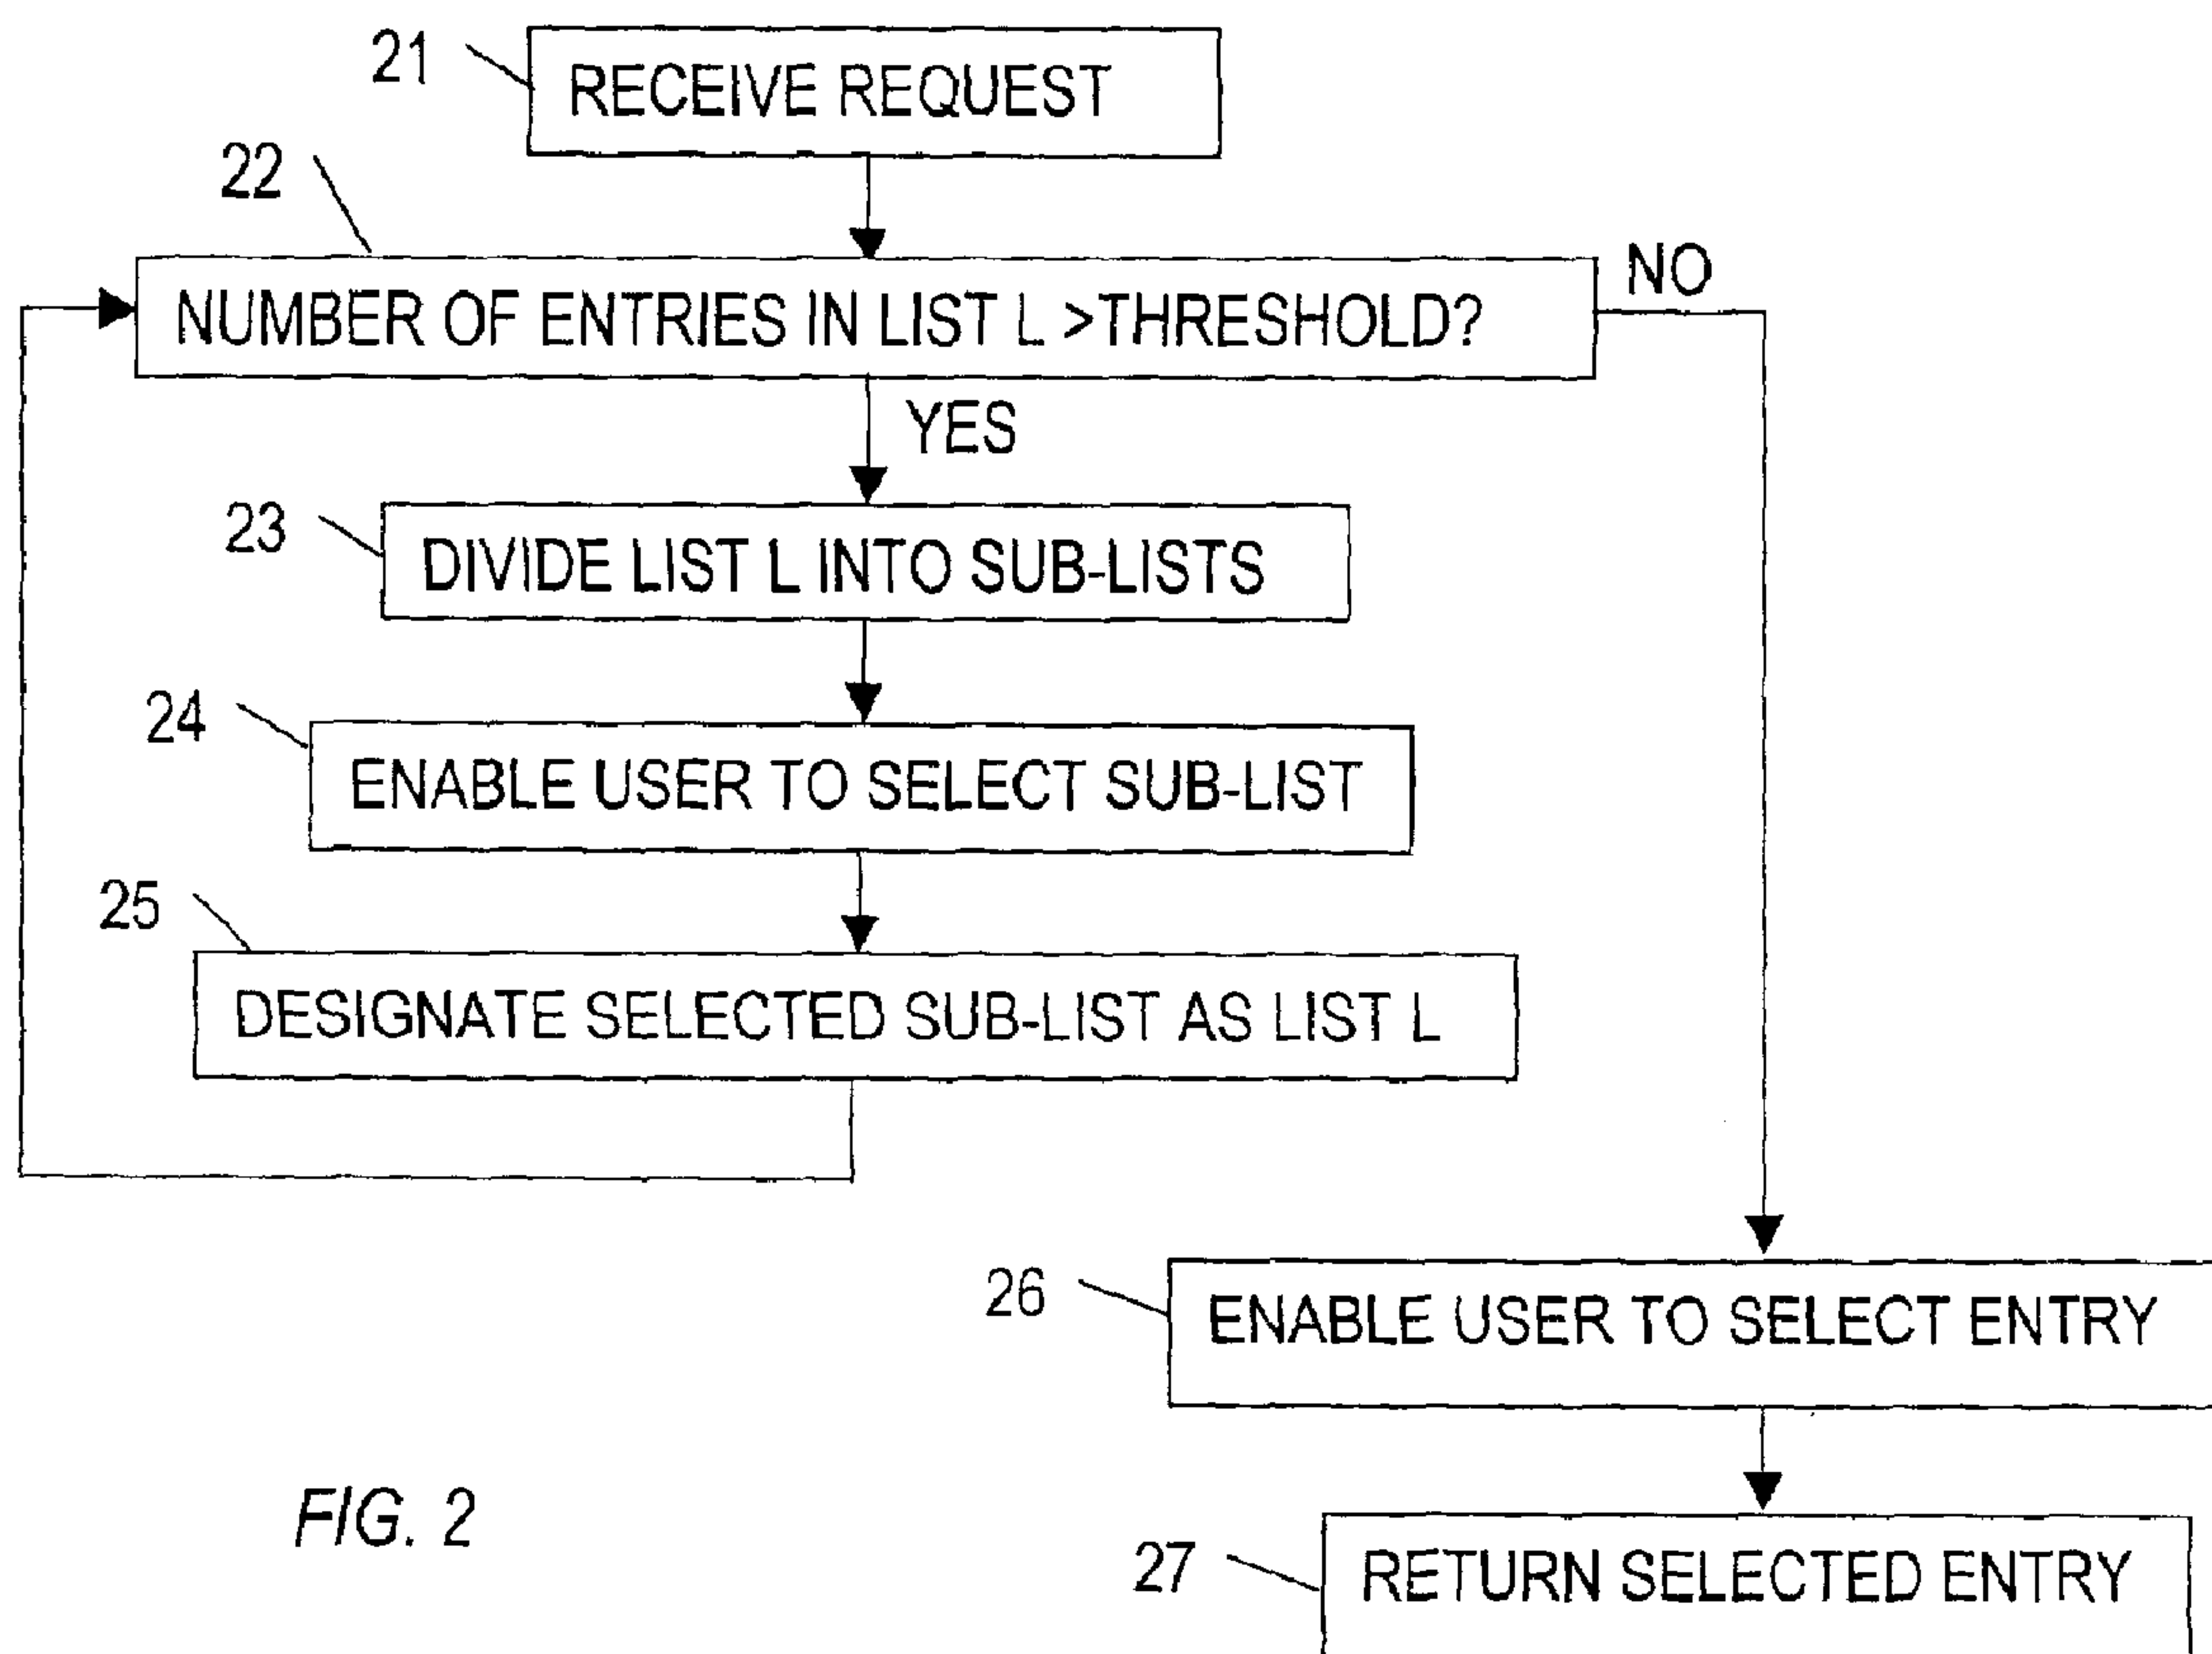 21
RECEIVE REQUEST
22
NUMBER OF ENTRIES IN LIST L >THRESHOLD?
NO
YES
23
DIVIDE LIST L INTO SUB-LISTS
24
ENABLE USER TO SELECT SUB-LIST
25
DESIGNATE SELECTED SUB-LIST AS LIST L
26
ENABLE USER TO SELECT ENTRY
FIG. 2
27
RETURN SELECTED ENTRY